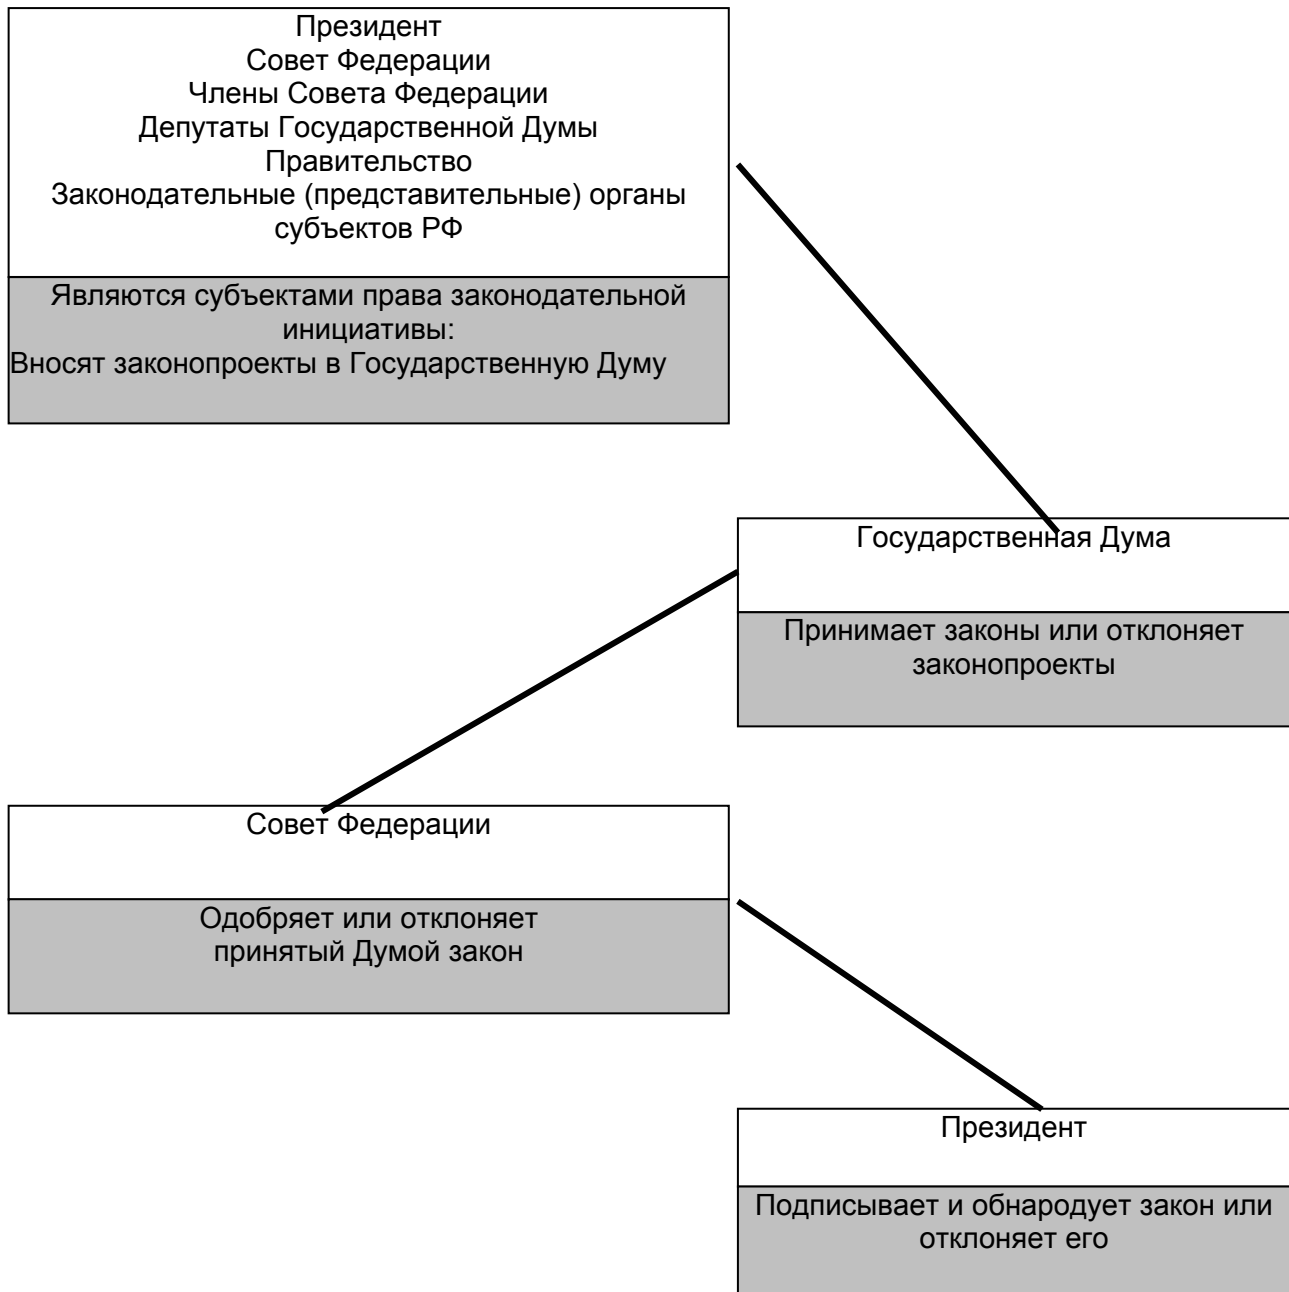 Президент
Совет Федерации
Члены Совета Федерации
Депутаты Государственной Думы
Правительство
Законодательные (представительные) органы
субъектов РФ
Являются субъектами права законодательной
инициативы:
Вносят законопроекты в Государственную Думу
Государственная Дума
Принимает законы или отклоняет
законопроекты
Совет Федерации
Одобряет или отклоняет
принятый Думой закон
Президент
Подписывает и обнародует закон или
отклоняет его